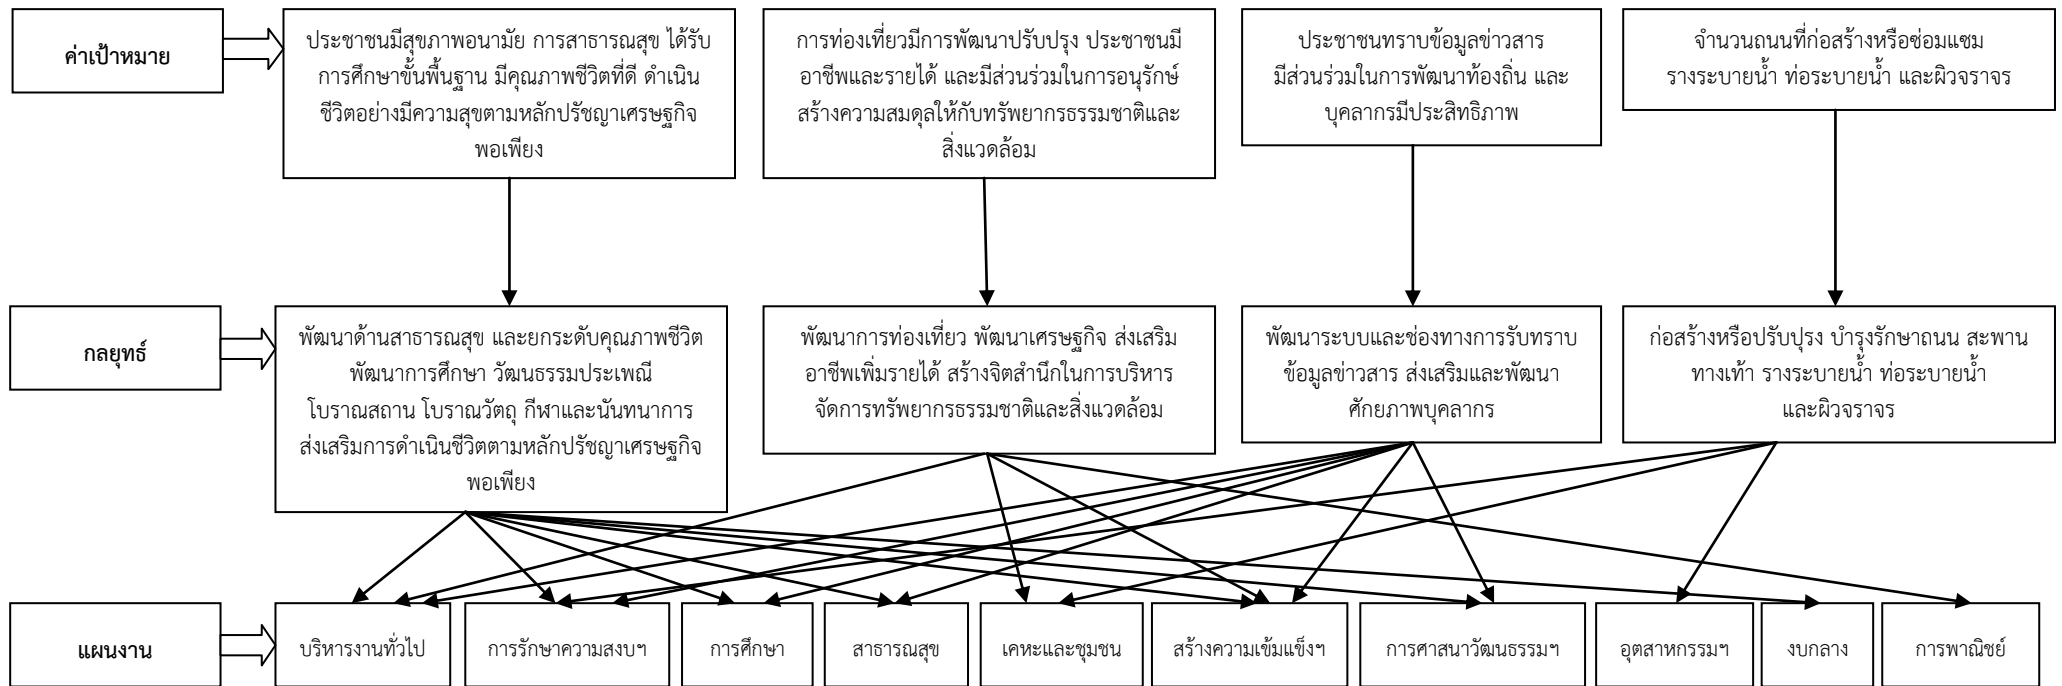 ค่าเป้าหมาย
ประชาชนมีสุขภาพอนามัย การสาธารณสุข ได้รับ
การศึกษาขั้นพื้นฐาน มีคุณภาพชีวิตที่ดี ดำเนิน
ชีวิตอย่างมีความสุขตามหลักปรัชญาเศรษฐกิจ
พอเพียง
การท่องเที่ยวมีการพัฒนาปรับปรุง ประชาชนมี
อาชีพและรายได้ และมีส่วนร่วมในการอนุรักษ์
สร้างความสมดุลให้กับทรัพยากรธรรมชาติและ
สิ่งแวดล้อม
ประชาชนทราบข้อมูลข่าวสาร
มีส่วนร่วมในการพัฒนาท้องถิ่น และ
บุคลากรมีประสิทธิภาพ
จำนวนถนนที่ก่อสร้างหรือซ่อมแซม
รางระบายน้ำ ท่อระบายน้ำ และผิวจราจร
กลยุทธ์
พัฒนาด้านสาธารณสุข และยกระดับคุณภาพชีวิต
พัฒนาการศึกษา วัฒนธรรมประเพณี
โบราณสถาน โบราณวัตถุ กีฬาและนันทนาการ
ส่งเสริมการดำเนินชีวิตตามหลักปรัชญาเศรษฐกิจ
พอเพียง
พัฒนาการท่องเที่ยว พัฒนาเศรษฐกิจ ส่งเสริม
อาชีพเพิ่มรายได้ สร้างจิตสำนึกในการบริหาร
จัดการทรัพยากรธรรมชาติและสิ่งแวดล้อม
พัฒนาระบบและช่องทางการรับทราบ
ข้อมูลข่าวสาร ส่งเสริมและพัฒนา
ศักยภาพบุคลากร
ก่อสร้างหรือปรับปรุง บำรุงรักษาถนน สะพาน
ทางเท้า รางระบายน้ำ ท่อระบายน้ำ
และผิวจราจร
แผนงาน
บริหารงานทั่วไป
การรักษาความสงบฯ
การศึกษา
สาธารณสุข
เคหะและชุมชน
สร้างความเข้มแข็งฯ
การศาสนาวัฒนธรรมฯ
อุตสาหกรรมฯ
งบกลาง
การพาณิชย์